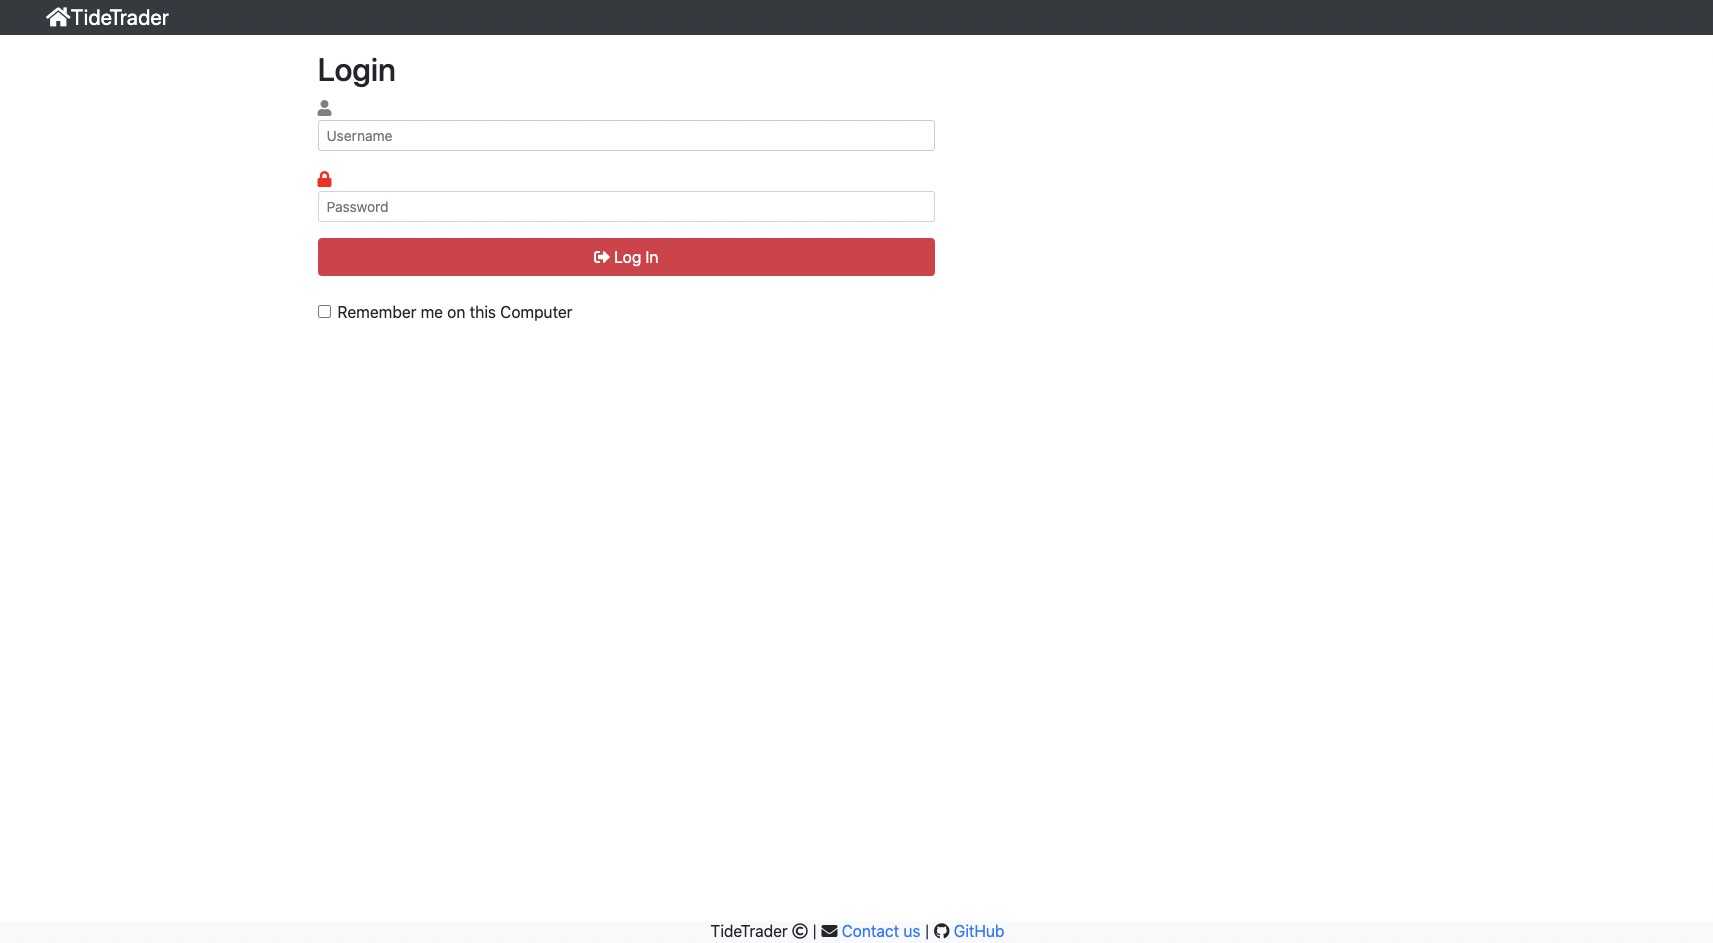 TideTrader
Login
Username
Password
Log In
Remember me on this Computer
TideTrader © | Contact us | GitHub